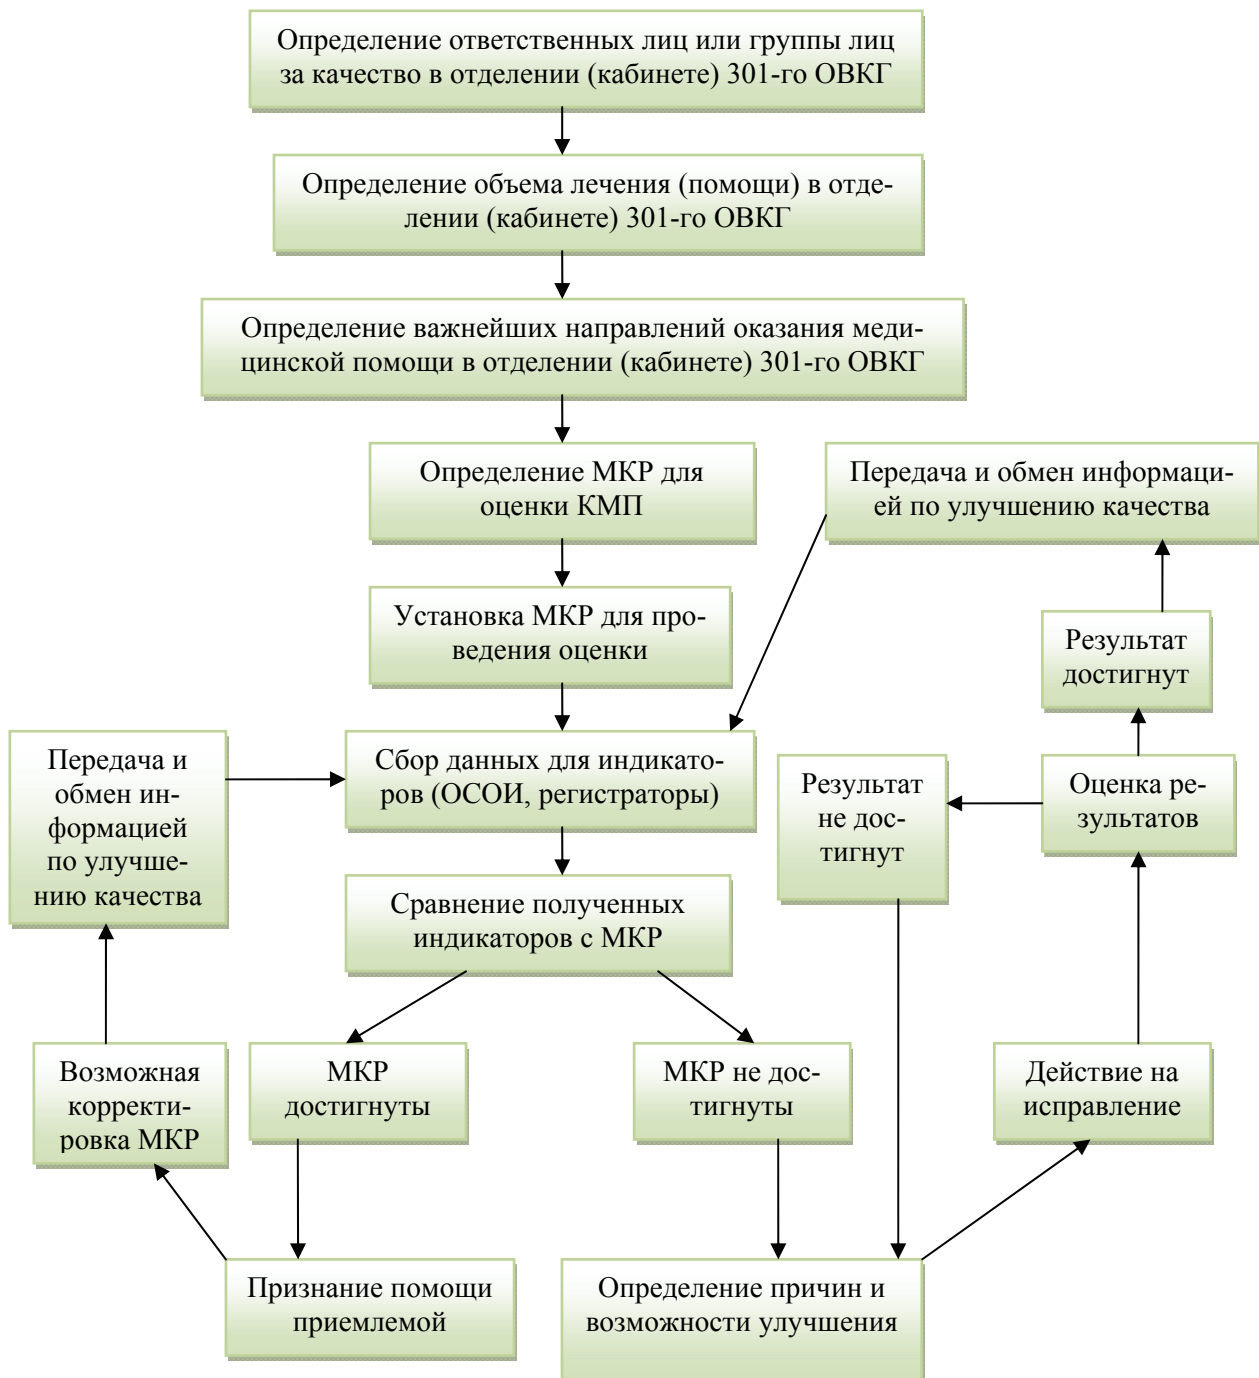 Определение ответственных лиц или группы лиц
за качество в отделении (кабинете) 301-го ОВКГ
Определение объема лечения (помощи) в отде-
лении (кабинете) 301-го ОВКГ
Определение важнейших направлений оказания меди-
цинской помощи в отделении (кабинете) 301-го ОВКГ
Определение МКР для
оценки КМП
Передача и обмен информаци-
ей по улучшению качества
Установка МКР для про-
ведения оценки
Результат
достигнут
Передача и
обмен ин-
формацией
по улучше-
нию качества
Сбор данных для индикато-
ров (ОСОИ, регистраторы)
Результат
не дос-
тигнут
Оценка ре-
зультатов
Сравнение полученных
индикаторов с МКР
Возможная
корректи-
ровка МКР
МКР
достигнуты
МКР не дос-
тигнуты
Действие на
исправление
Признание помощи
приемлемой
Определение причин и
возможности улучшения